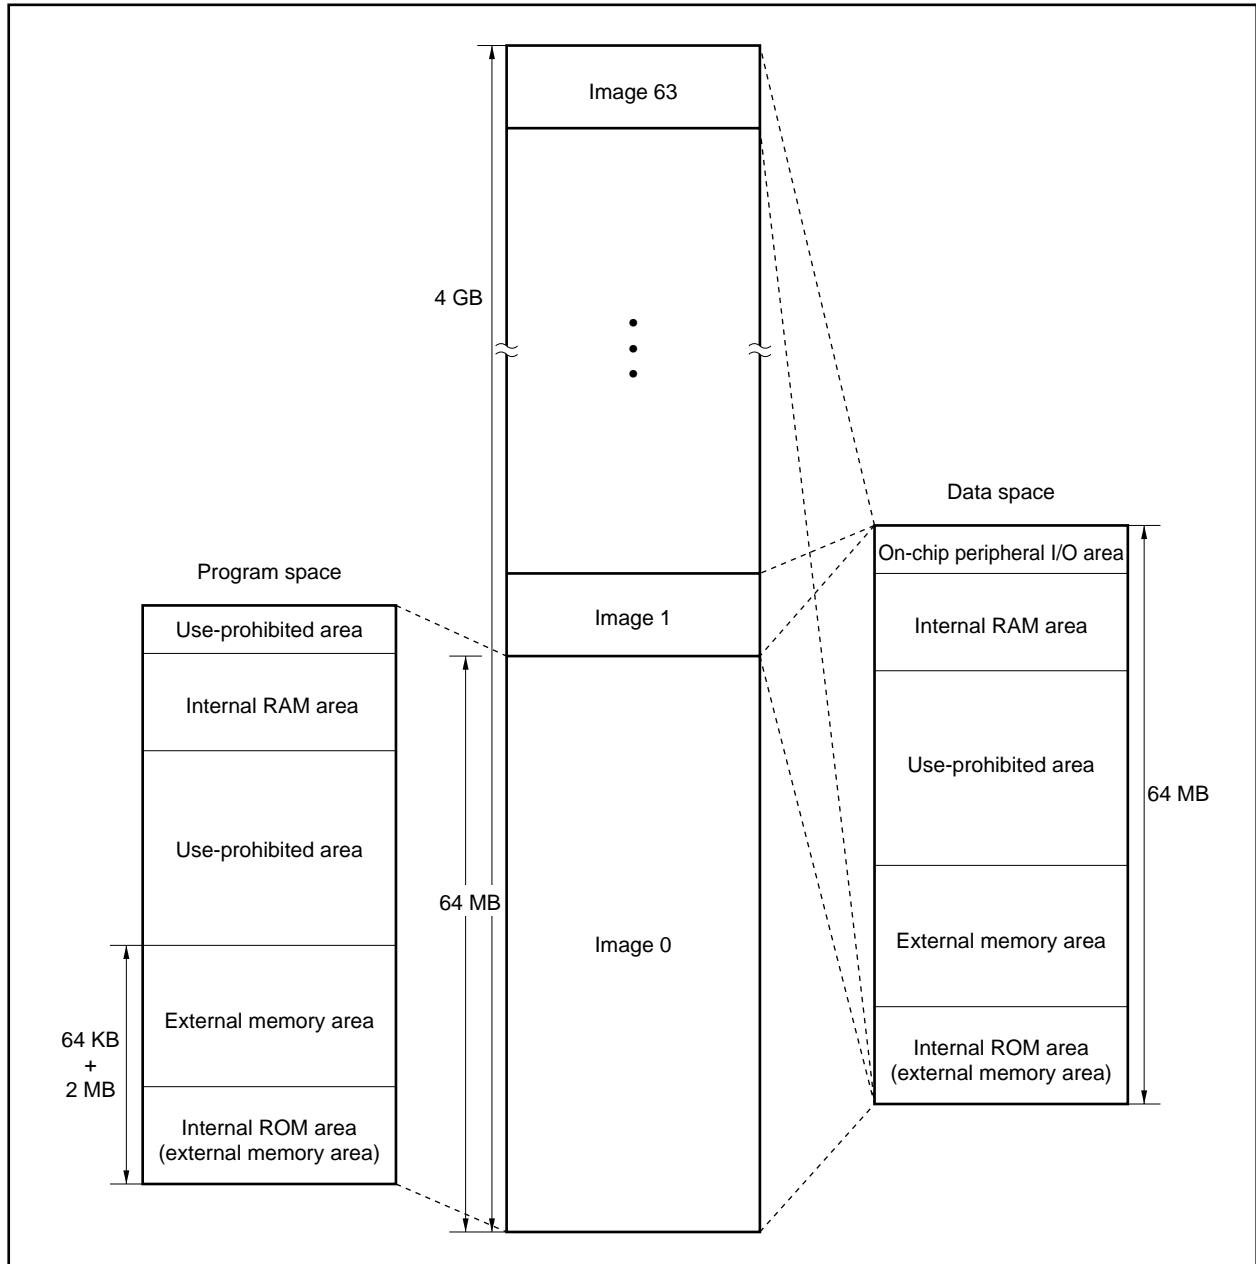 Image 63
4 GB
Data space
On-chip peripheral I/O area
Program space
Image 1
Use-prohibited area
Internal RAM area
Internal RAM area
Use-prohibited area
64 MB
Use-prohibited area
64 MB
External memory area
Image 0
External memory area
64 KB
+
2 MB
Internal ROM area
(external memory area)
Internal ROM area
(external memory area)